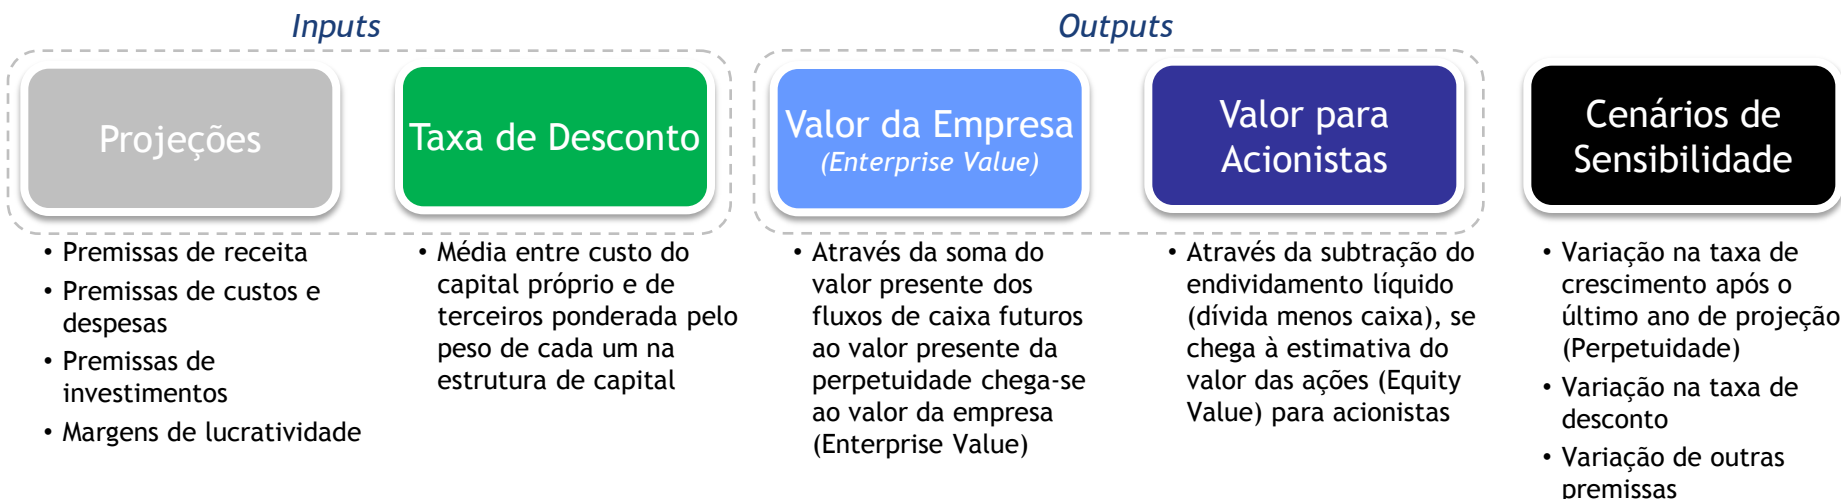 Inputs
Outputs
Projeções
Taxa de Desconto
Valor da Empresa
(Enterprise Value)
Valor para
Acionistas
Cenários de
Sensibilidade
• Premissas de receita
• Premissas de custos e
despesas
• Premissas de
investimentos
• Margens de lucratividade
• Média entre custo do
capital próprio e de
terceiros ponderada pelo
peso de cada um na
estrutura de capital
• Através da soma do
valor presente dos
fluxos de caixa futuros
ao valor presente da
perpetuidade chega-se
ao valor da empresa
(Enterprise Value)
• Através da subtração do
endividamento líquido
(dívida menos caixa), se
chega à estimativa do
valor das ações (Equity
Value) para acionistas
• Variação na taxa de
crescimento após o
último ano de projeção
(Perpetuidade)
• Variação na taxa de
desconto
• Variação de outras
premissas